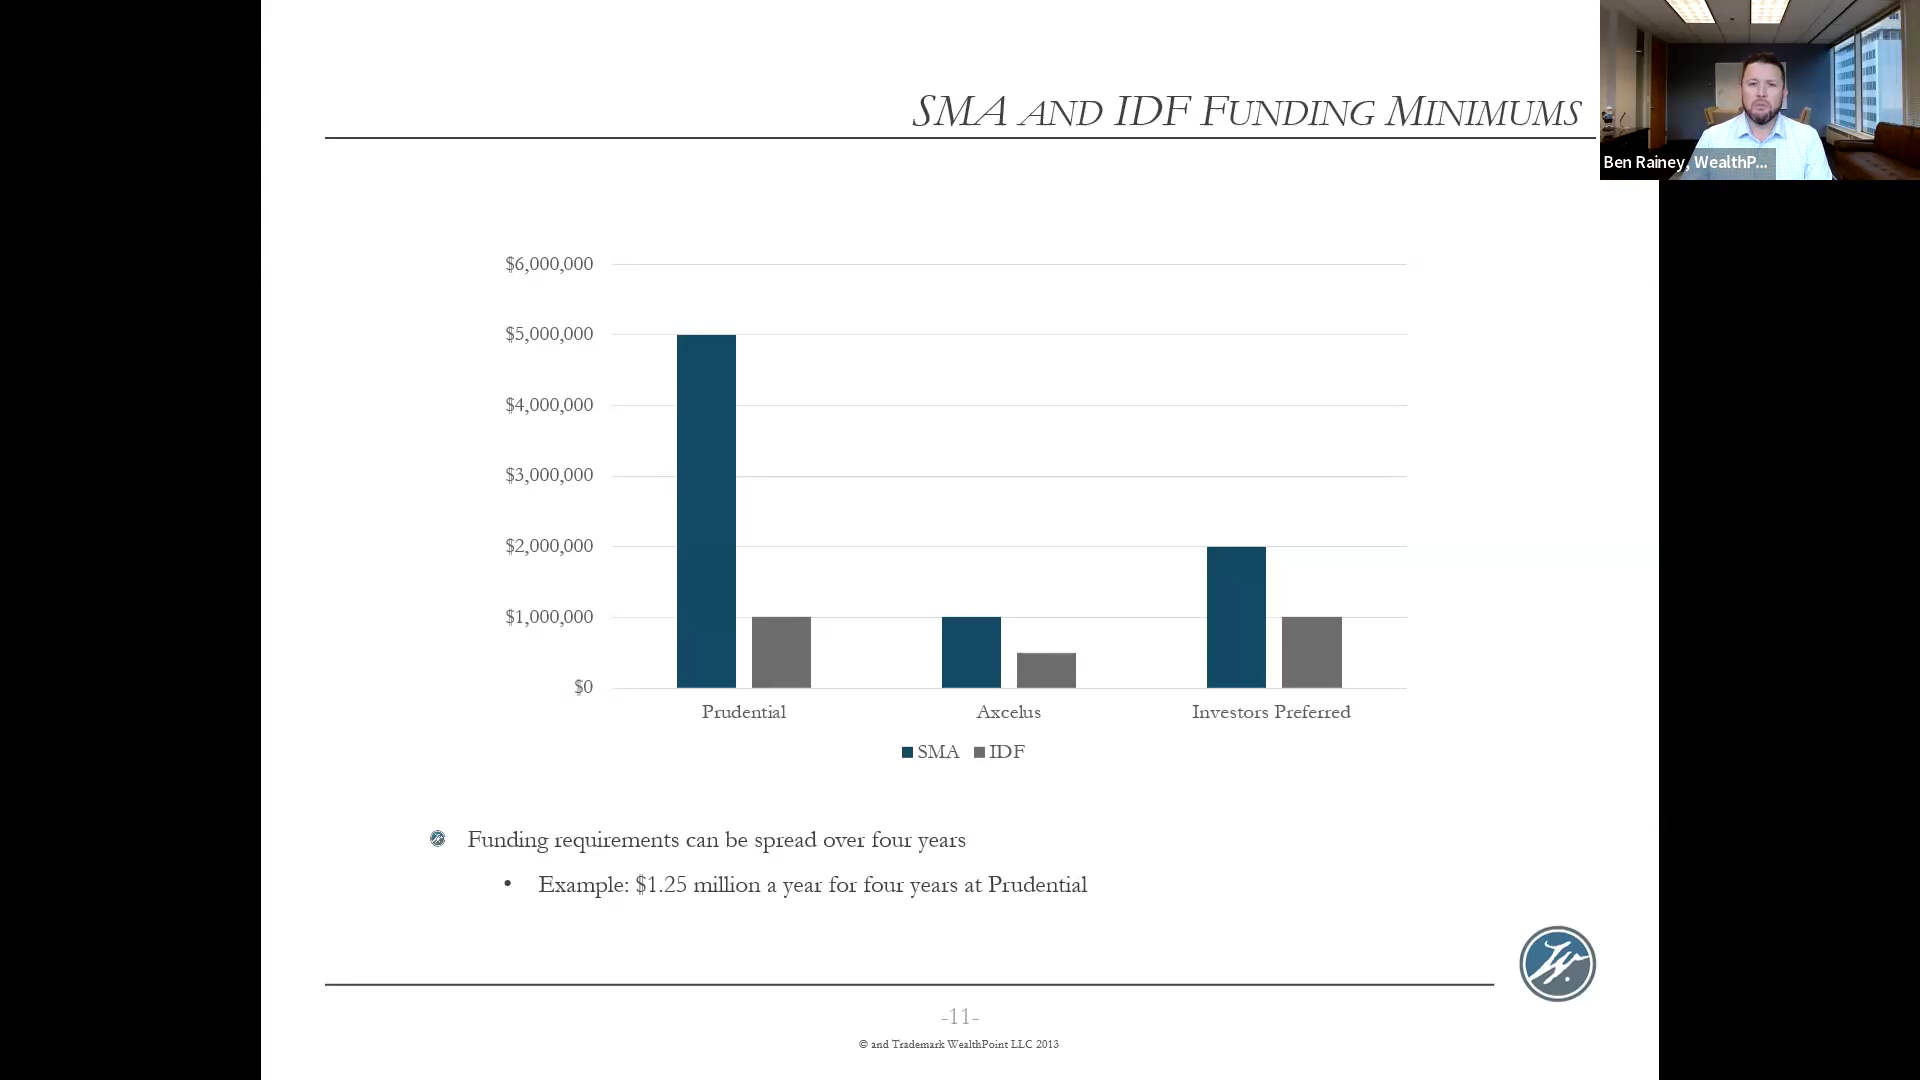 SMA AND IDF FUNDING MINIMUMS
Ben Rainey, WealthP...
$6,000,000
$5,000,000
$4,000,000
$3,000,000
$2,000,000
$1,000,000
$0
Prudential
Axcelus
Investors Preferred
SMA
IDF
Funding requirements can be spread over four years
• Example: $1.25 million a year for four years at Prudential
-11-
© and Trademark WealthPoint LLC 2013